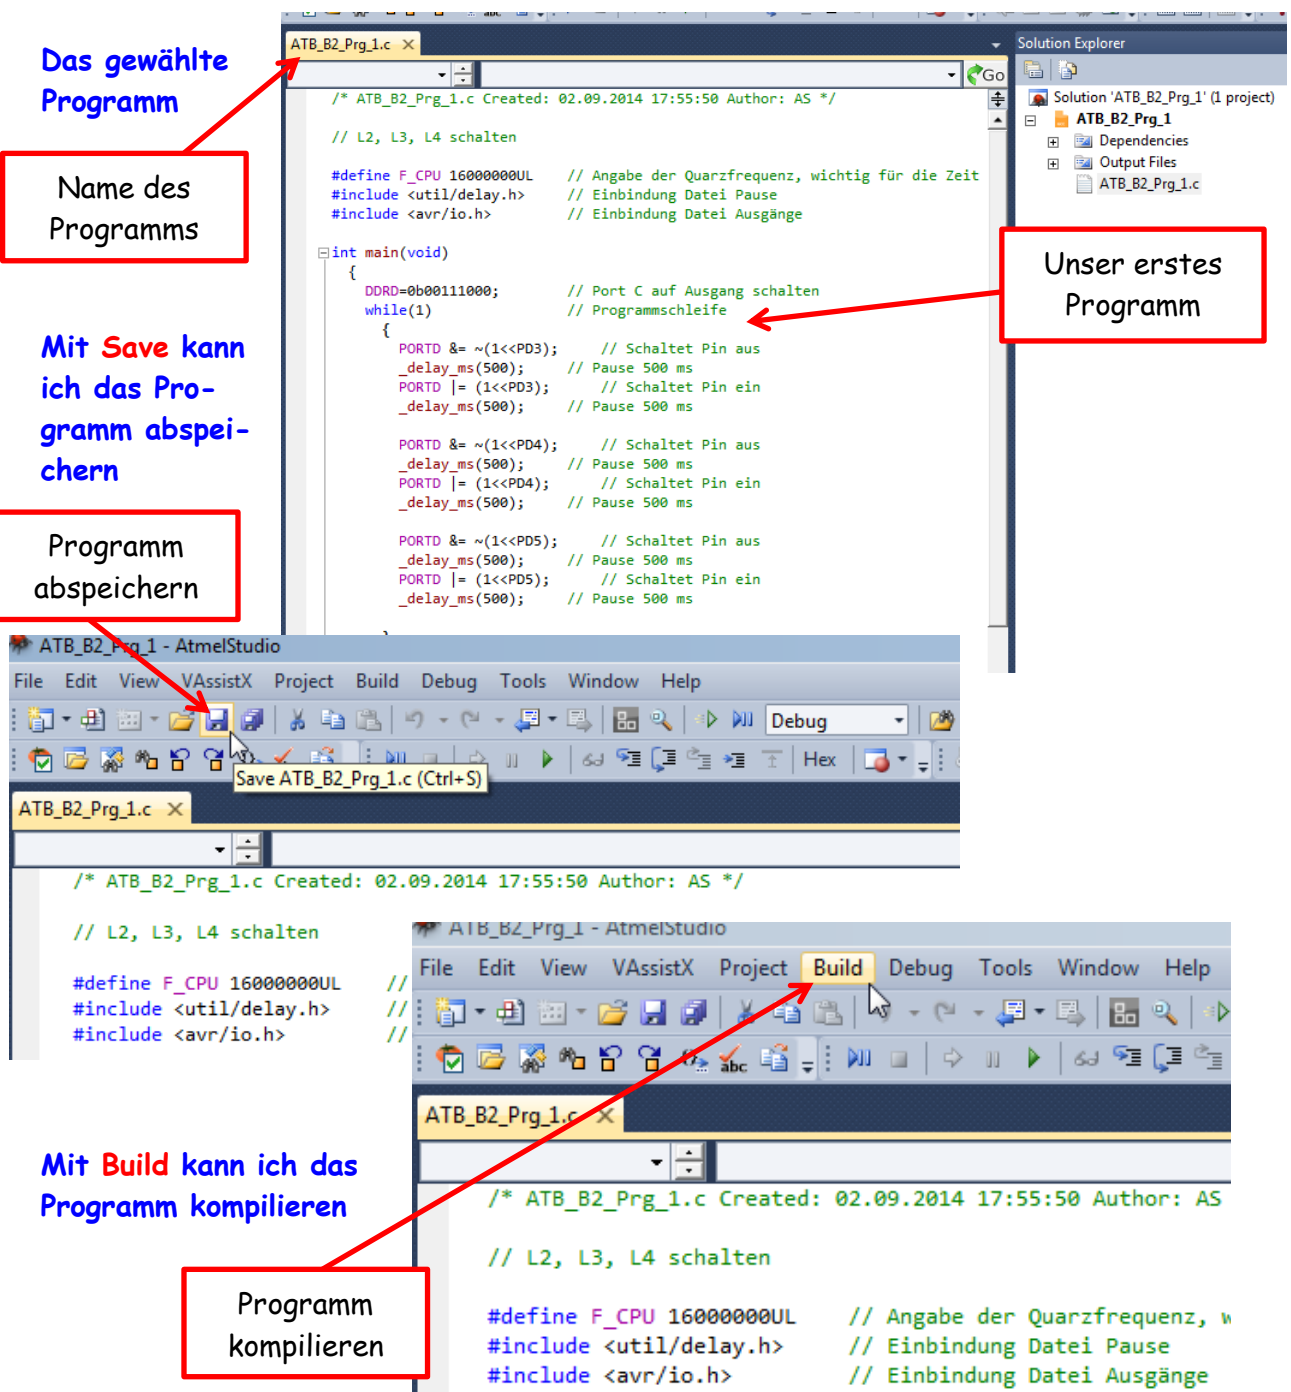 Das gewählte
Programm
Name des
Programms
Mit Save kann
ich das Pro-
gramm abspei-
chern
Programm
abspeichern
ATB_B2_Prg_1.c
Go
/* ATB_B2_Prg_1.c Created: 02.09.2014 17:55:50 Author: AS */
// L2, L3, L4 schalten
#define F_CPU 16000000UL // Angabe der Quarzfrequenz, wichtig für die Zeit
#include <util/delay.h> // Einbindung Datei Pause
#include <avr/io.h> // Einbindung Datei Ausgänge
int main(void)
{
DDRD=0b00111000; // Port C auf Ausgang schalten
while(1) // Programmschleife
{
PORTD &= ~(1<<PD3); // Schaltet Pin aus
_delay_ms(500); // Pause 500 ms
PORTD |= (1<<PD3); // Schaltet Pin ein
_delay_ms(500); // Pause 500 ms
PORTD &= ~(1<<PD4); // Schaltet Pin aus
_delay_ms(500); // Pause 500 ms
PORTD |= (1<<PD4); // Schaltet Pin ein
_delay_ms(500); // Pause 500 ms
PORTD &= ~(1<<PD5); // Schaltet Pin aus
_delay_ms(500); // Pause 500 ms
PORTD |= (1<<PD5); // Schaltet Pin ein
_delay_ms(500); // Pause 500 ms
Solution Explorer
Solution 'ATB_B2_Prg_1' (1 project)
ATB_B2_Prg_1
Dependencies
Output Files
ATB_B2_Prg_1.c
Unser erstes
Programm
ATB_B2_Prg_1 - AtmelStudio
File Edit View VAssistX Project Build Debug Tools Window Help
Debug
Hex
Save ATB_B2_Prg_1.c (Ctrl+S)
ATB_B2_Prg_1.c
/* ATB_B2_Prg_1.c Created: 02.09.2014 17:55:50 Author: AS */
// L2, L3, L4 schalten
#define F_CPU 16000000UL //
#include <util/delay.h> //
#include <avr/io.h> //
Mit Build kann ich das
Programm kompilieren
Programm
kompilieren
ATB_B2_Prg_1 - AtmelStudio
File Edit View VAssistX Project Build Debug Tools Window Help
abc
ATB_B2_Prg_1.c
/* ATB_B2_Prg_1.c Created: 02.09.2014 17:55:50 Author: AS
// L2, L3, L4 schalten
#define F_CPU 16000000UL // Angabe der Quarzfrequenz, w
#include <util/delay.h> // Einbindung Datei Pause
#include <avr/io.h> // Einbindung Datei Ausgänge